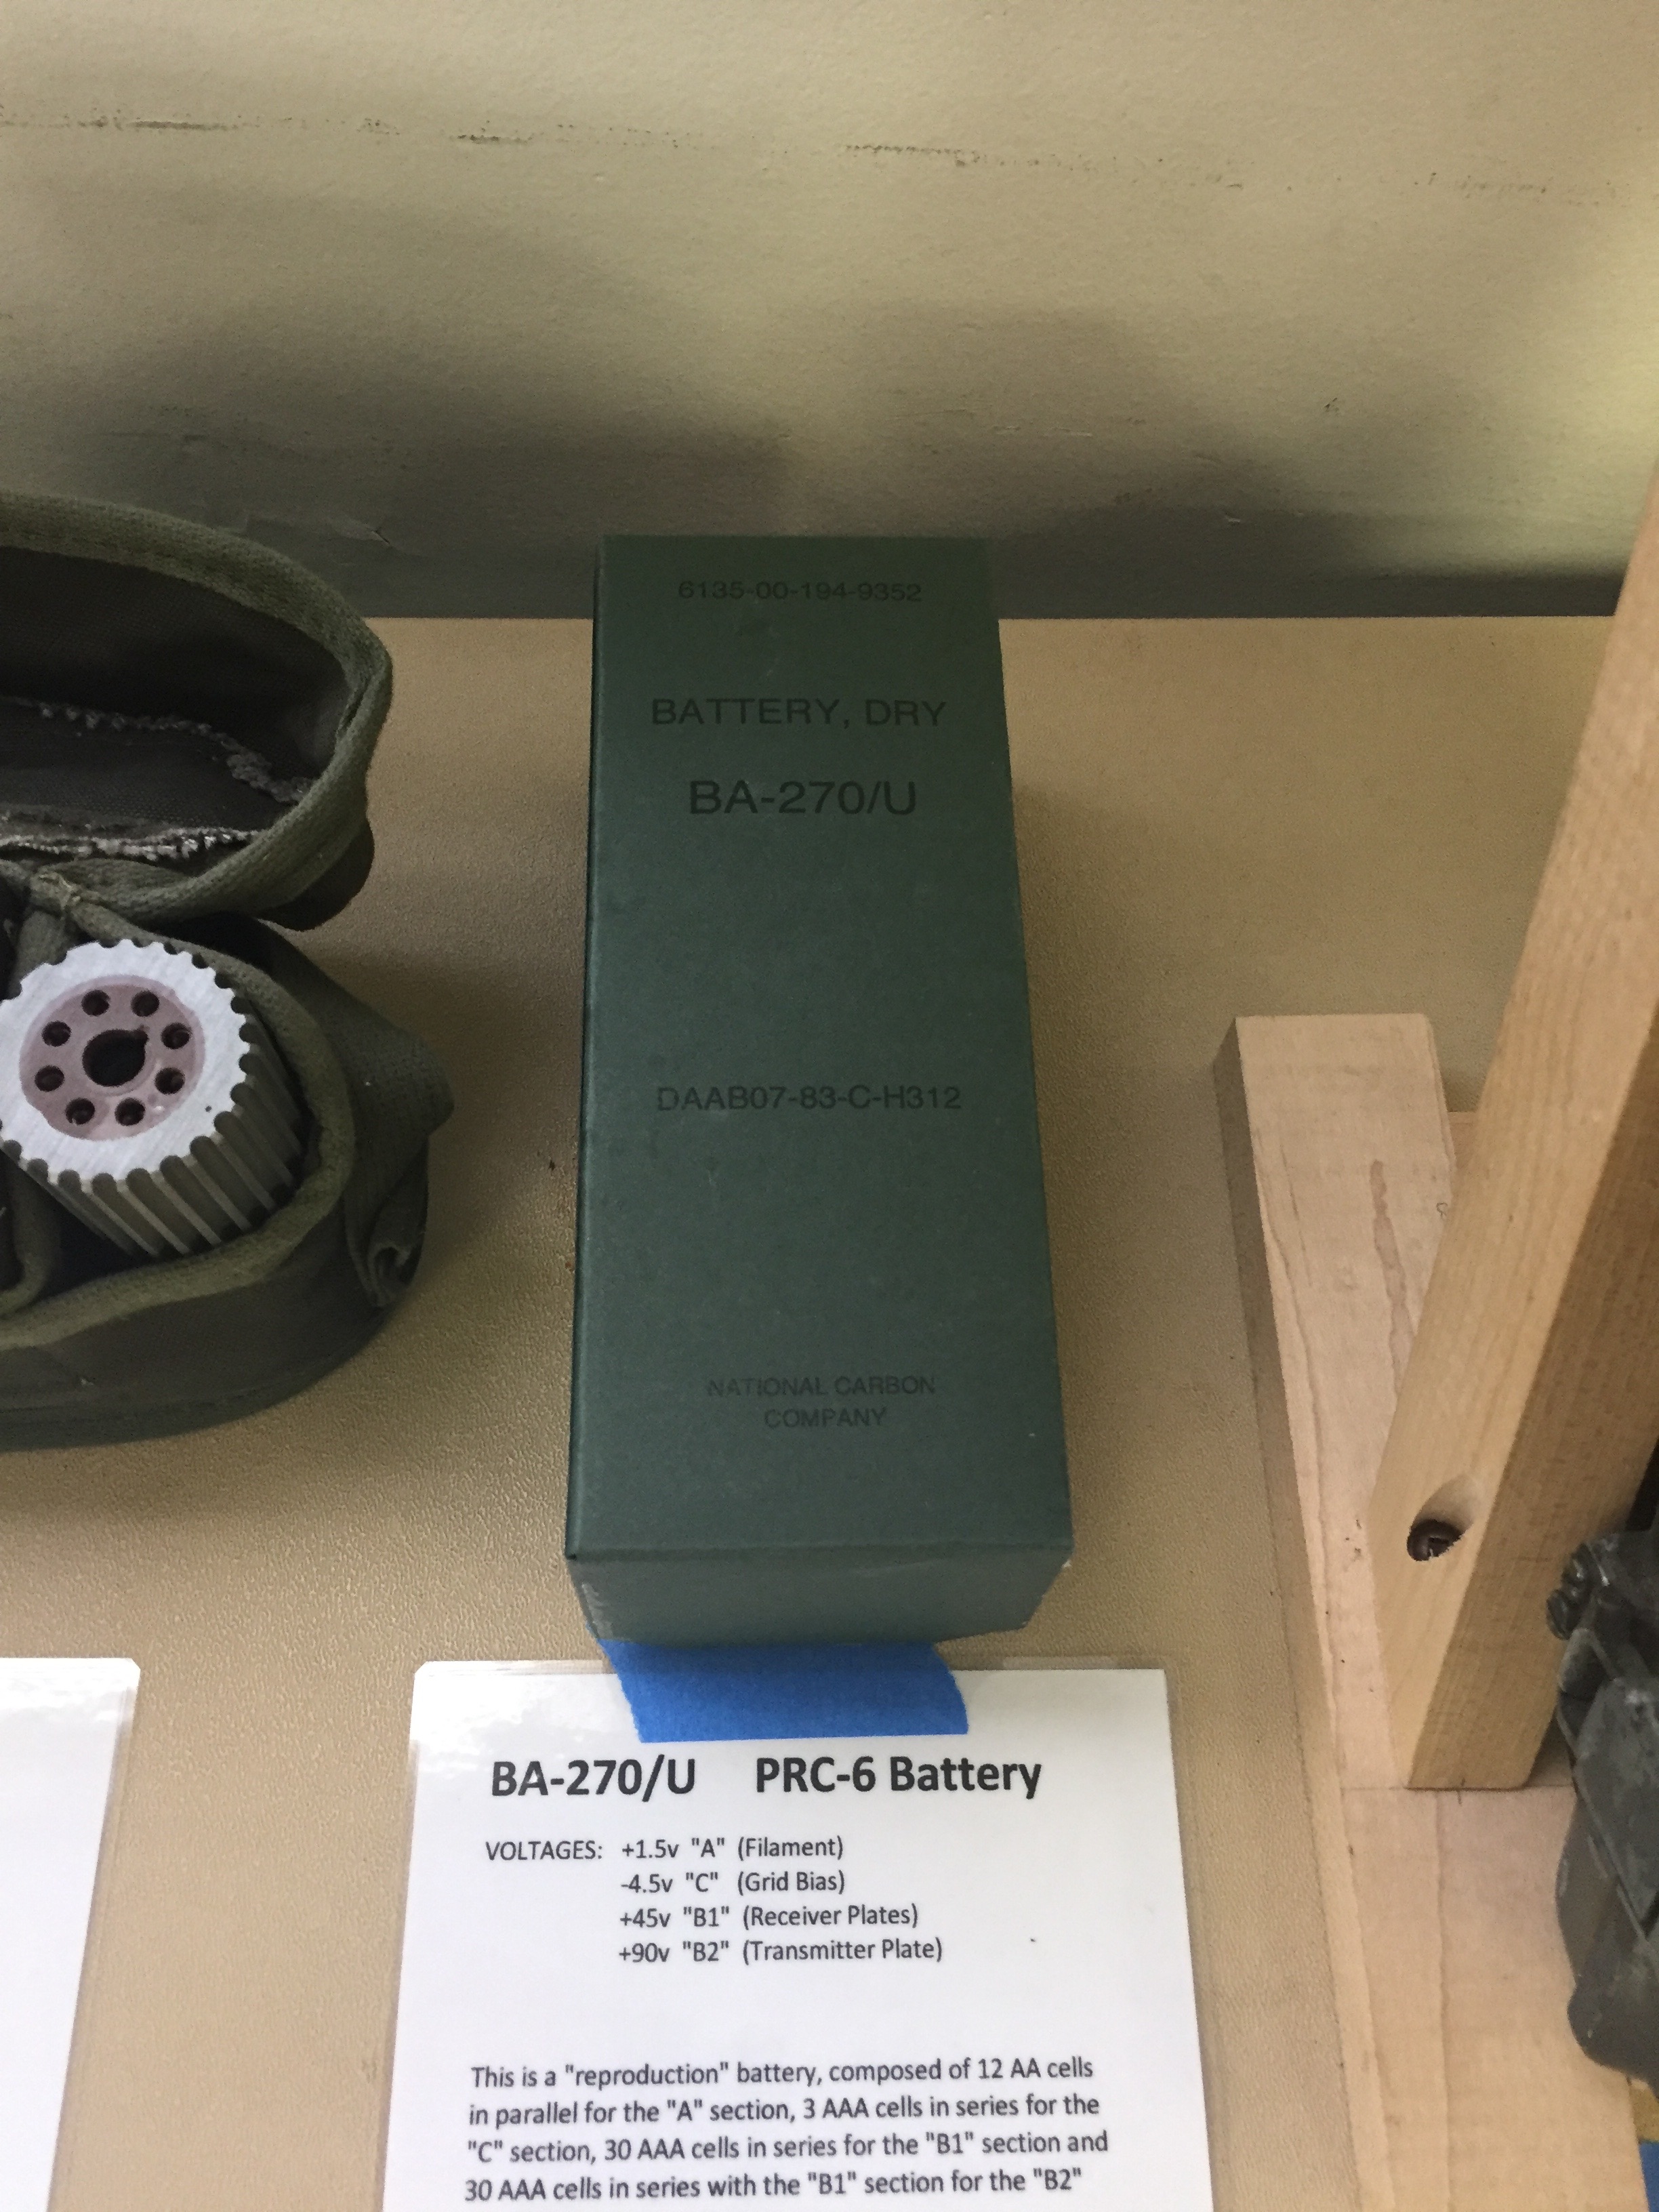 6135-00-194-9352
BATTERY, DRY
BA-270/U
DAAB07-83-C-H312
NATIONAL CARBON
COMPANY
BA-270/U PRC-6 Battery
VOLTAGES: +1.5v "A" (Filament)
-4.5v "C" (Grid Bias)
+45v "B1" (Receiver Plates)
+90v "B2" (Transmitter Plate)
This is a "reproduction" battery, composed of 12 AA cells
in parallel for the "A" section, 3 AAA cells in series for the
"C" section, 30 AAA cells in series for the "B1" section and
30 AAA cells in series with the "B1" section for the "B2"